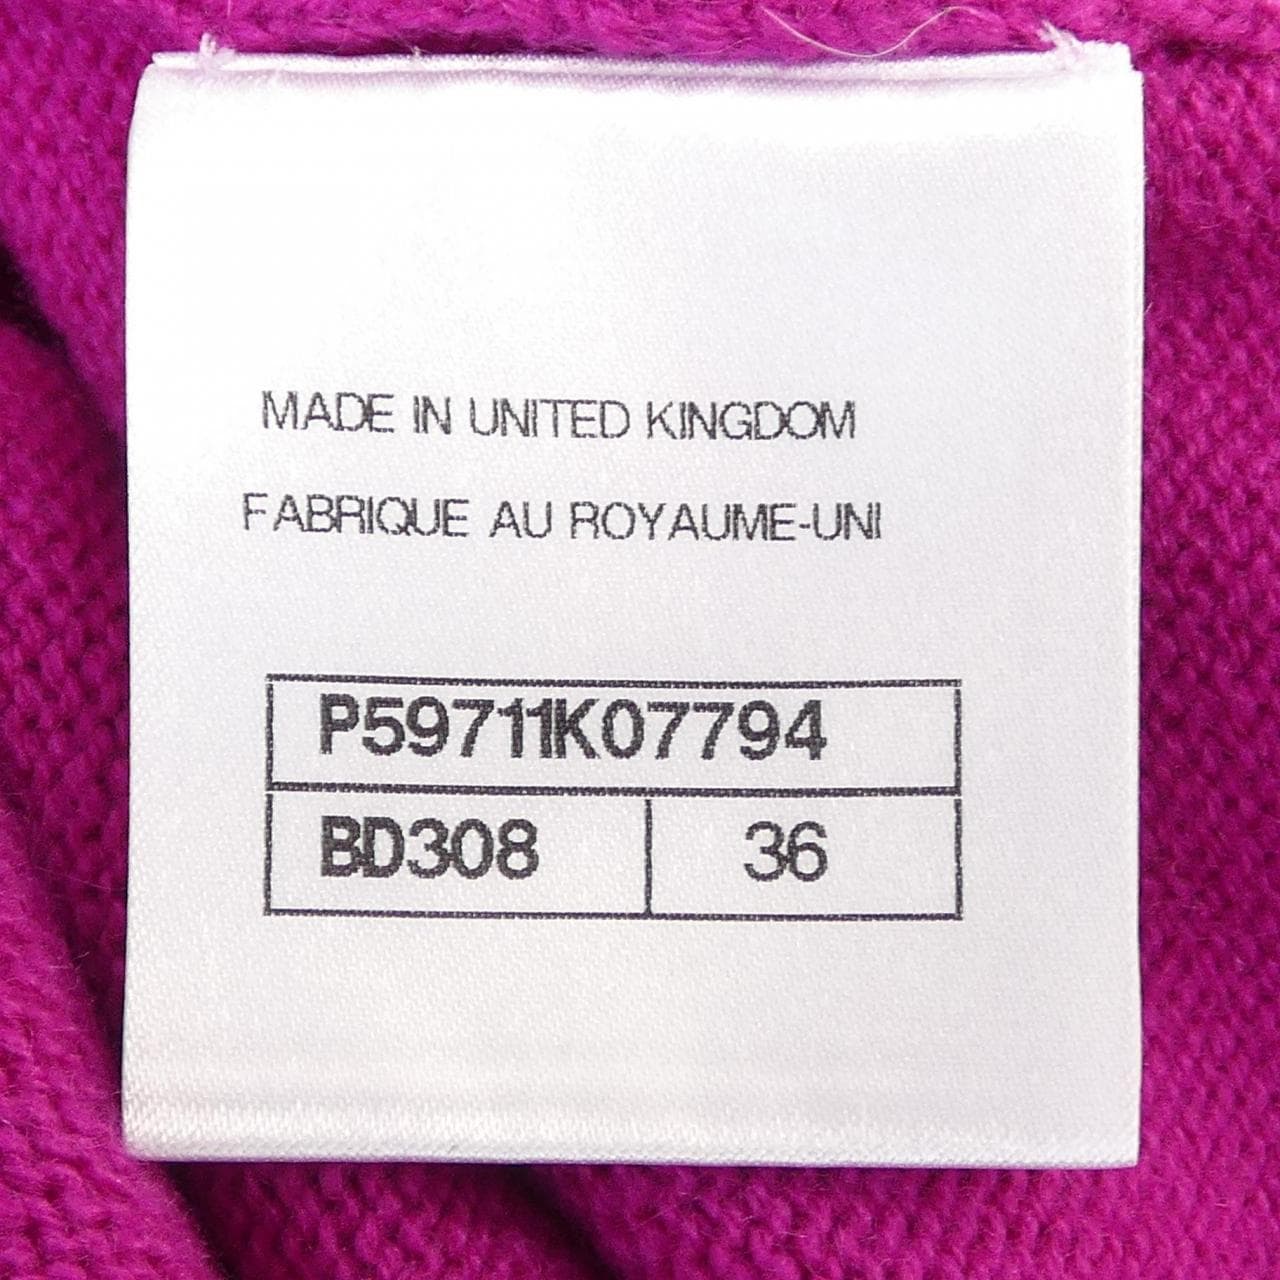 MADE IN UNITED KINGDOM
FABRIQUE AU ROYAUME-UNI
P59711K07794
BD308 36